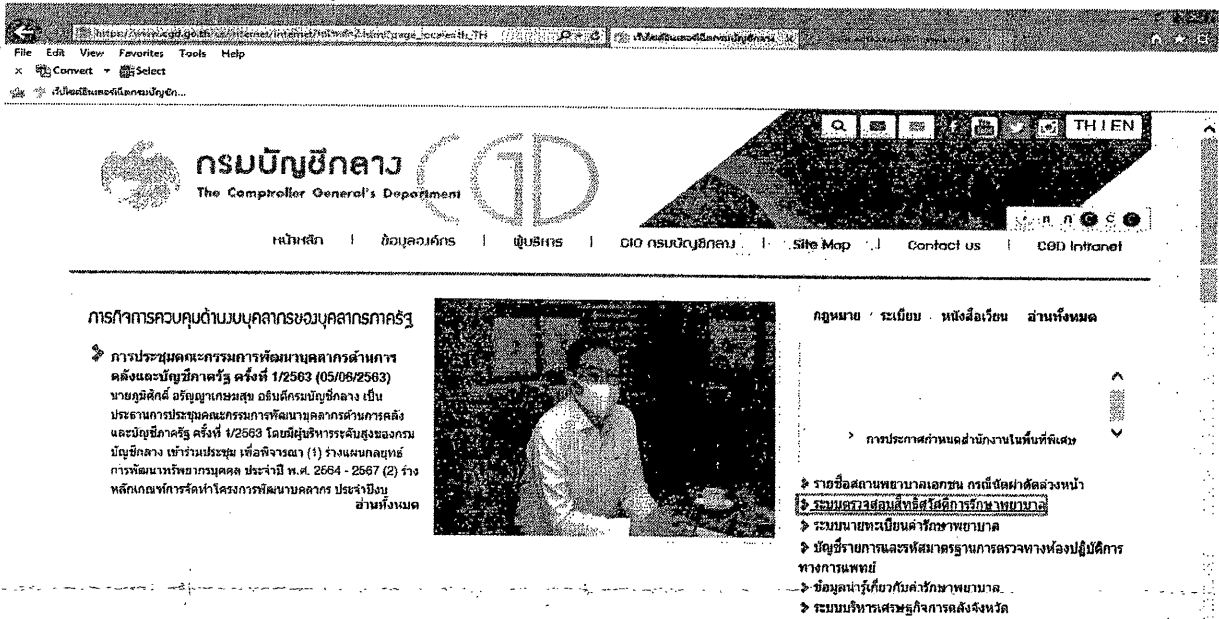 File Edit View Favorites Tools Help
× Convert Select
เว็บไซต์อินเตอร์เน็ตกรมบัญชีก...
TH | EN
กรมบัญชีกลาง CGD
The Comptroller General's Department
ก ก C C C
หน้าหลัก | ข้อมูลองค์กร | ผู้บริหาร | CIO กรมบัญชีกลาง | Site Map | Contact us | CGD Intranet
ภารกิจการควบคุมด้านงบบุคลากรของบุคลากรภาครัฐ
การประชุมคณะกรรมการพัฒนาบุคลากรด้านการ
คลังและบัญชีภาครัฐ ครั้งที่ 1/2563 (05/06/2563)
นายภูมิศักดิ์ อรัญญาเกษมสุข อธิบดีกรมบัญชีกลาง เป็น
ประธานการประชุมคณะกรรมการพัฒนาบุคลากรด้านการคลัง
และบัญชีภาครัฐ ครั้งที่ 1/2563 โดยมีผู้บริหารระดับสูงของกรม
บัญชีกลาง เข้าร่วมประชุม เพื่อพิจารณา (1) ร่างแผนกลยุทธ์
การพัฒนาทรัพยากรบุคคล ประจำปี พ.ศ. 2564 - 2567 (2) ร่าง
หลักเกณฑ์การจัดทำโครงการพัฒนาบุคลากร ประจำปีงบ
อ่านทั้งหมด
กฎหมาย ระเบียบ หนังสือเวียน อ่านทั้งหมด
การประกาศกำหนดสำนักงานในพื้นที่พิเศษ
รายชื่อสถานพยาบาลเอกชน กรณีนัดผ่าตัดล่วงหน้า
ระบบตรวจสอบสิทธิสวัสดิการรักษาพยาบาล
ระบบนายทะเบียนค่ารักษาพยาบาล
บัญชีรายการและรหัสมาตรฐานการตรวจทางห้องปฏิบัติการ
ทางการแพทย์
ข้อมูลน่ารู้เกี่ยวกับค่ารักษาพยาบาล
ระบบบริหารเศรษฐกิจการคลังจังหวัด